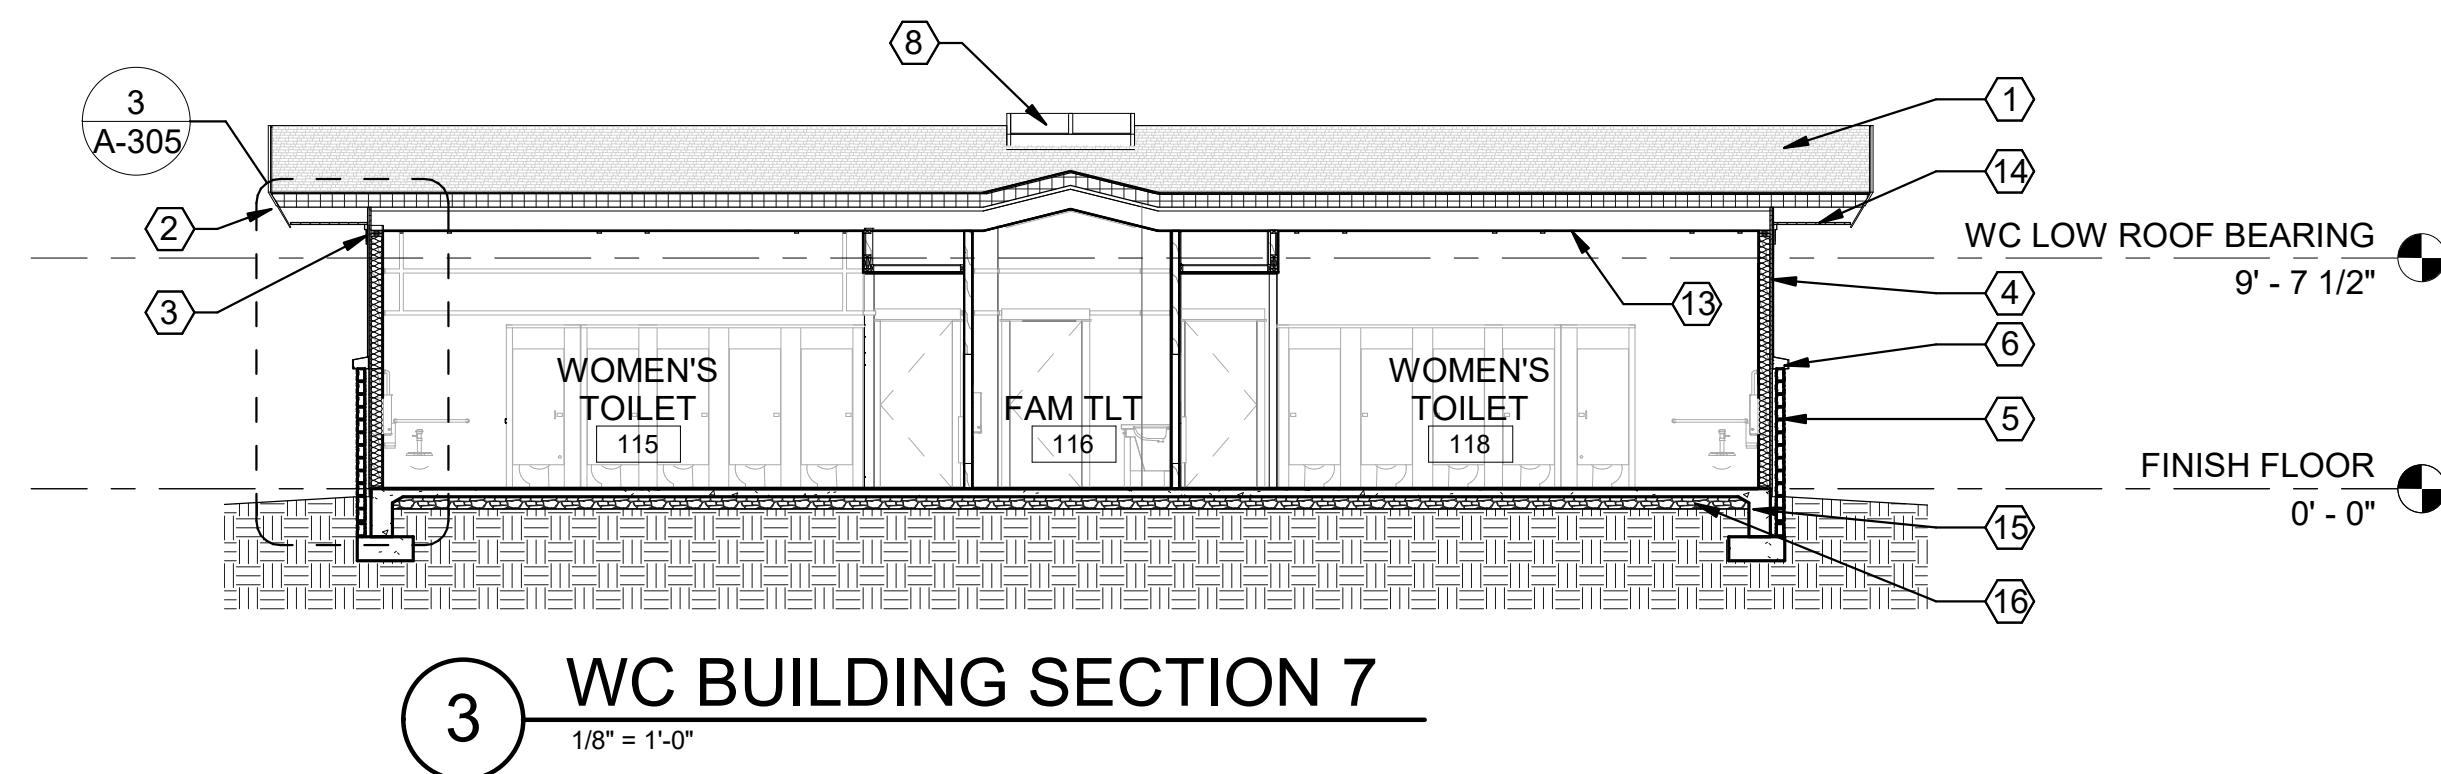 8
3
A-305
1
14
2
WC LOW ROOF BEARING
9' - 7 1/2"
3
13
4
6
WOMEN'S
TOILET
115
FAM TLT
116
WOMEN'S
TOILET
118
5
FINISH FLOOR
0' - 0"
15
16
3
WC BUILDING SECTION 7
1/8" = 1'-0"